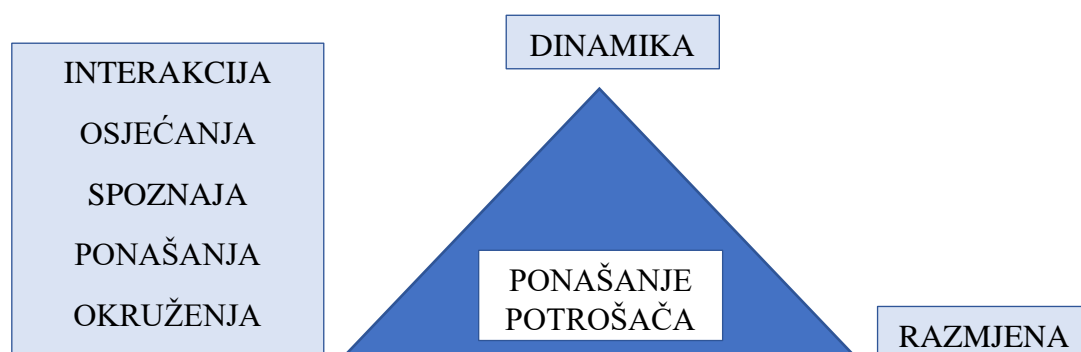 DINAMIKA
INTERAKCIJA
OSJEĆANJA
SPOZNAJA
PONAŠANJA
OKRUŽENJA
PONAŠANJE
POTROŠAČA
RAZMJENA